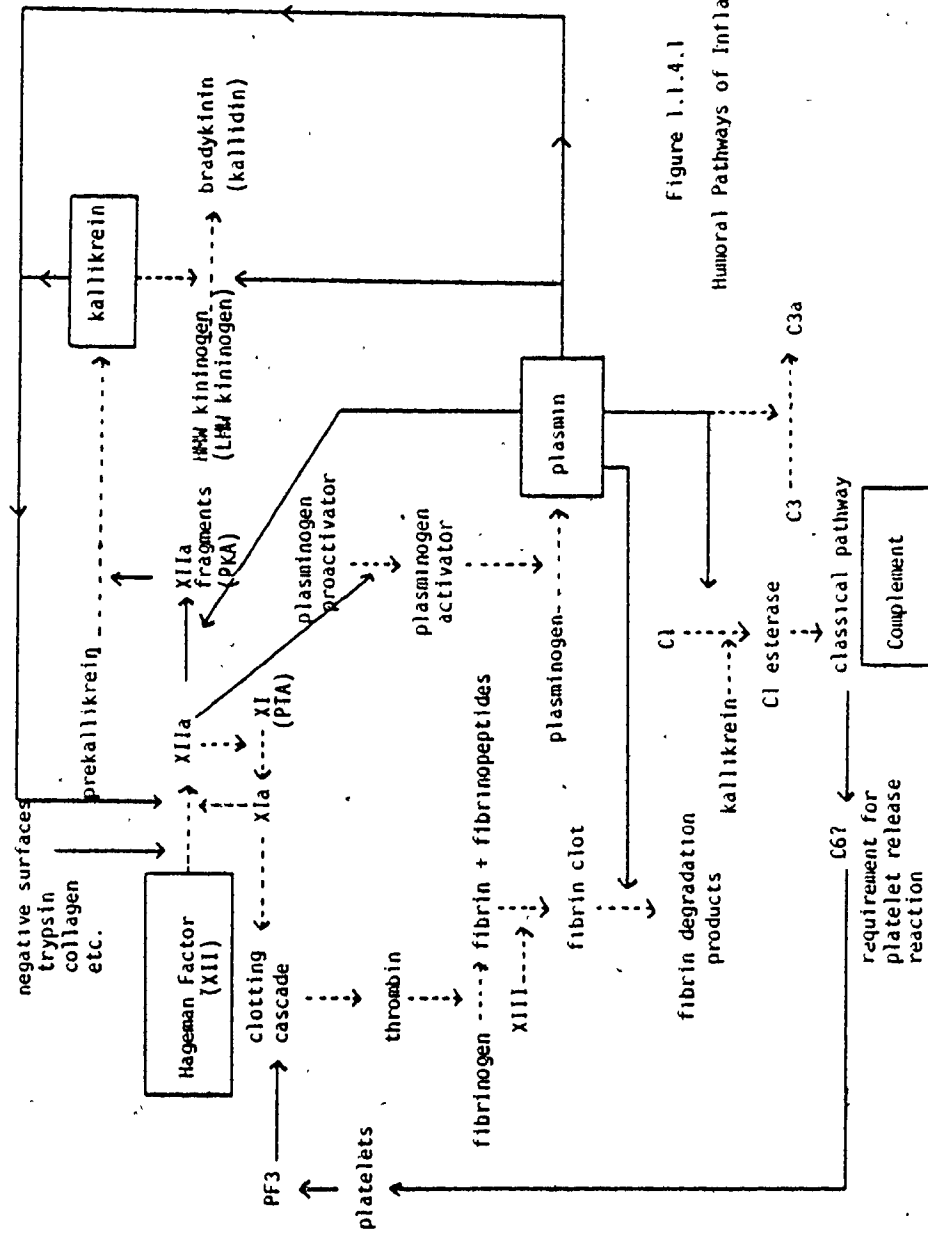 negative surfaces
trypsin
collagen
etc.
Hageman Factor
(XII)
prekallikrein
kallikrein
XIIa
XIIa
fragments
(PKA)
HMW kininogen
(LMW kininogen)
bradykinin
(kallidin)
PF3
clotting
cascade
XIa
XI
(PTA)
plasminogen
proactivator
platelets
thrombin
plasminogen
activator
fibrinogen
fibrin + fibrinopeptides
XIII
fibrin clot
plasminogen
plasmin
fibrin degradation
products
kallikrein
C1
C1 esterase
C3
C3a
C6?
classical pathway
requirement for
platelet release
reaction
Complement
Figure 1.1.4.1
Humoral Pathways of